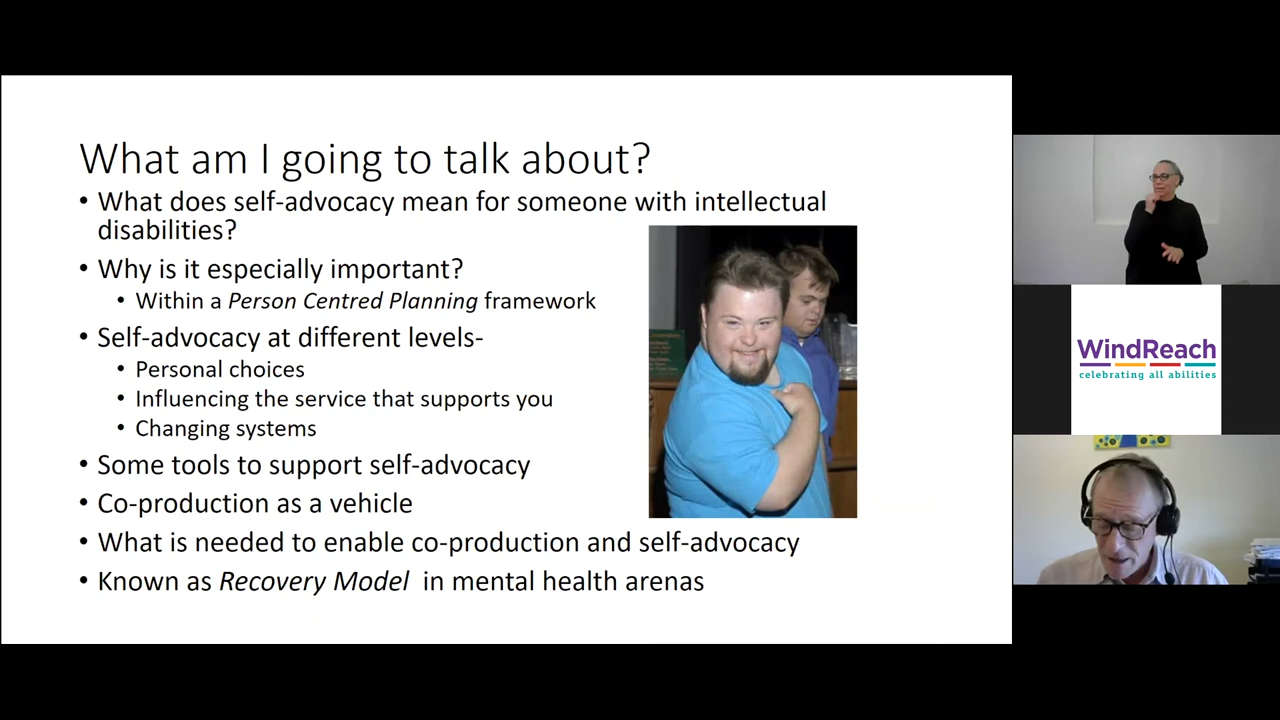 What am I going to talk about?
• What does self-advocacy mean for someone with intellectual
disabilities?
• Why is it especially important?
• Within a Person Centred Planning framework
• Self-advocacy at different levels-
• Personal choices
• Influencing the service that supports you
• Changing systems
• Some tools to support self-advocacy
• Co-production as a vehicle
• What is needed to enable co-production and self-advocacy
• Known as Recovery Model in mental health arenas
WindReach
celebrating all abilities